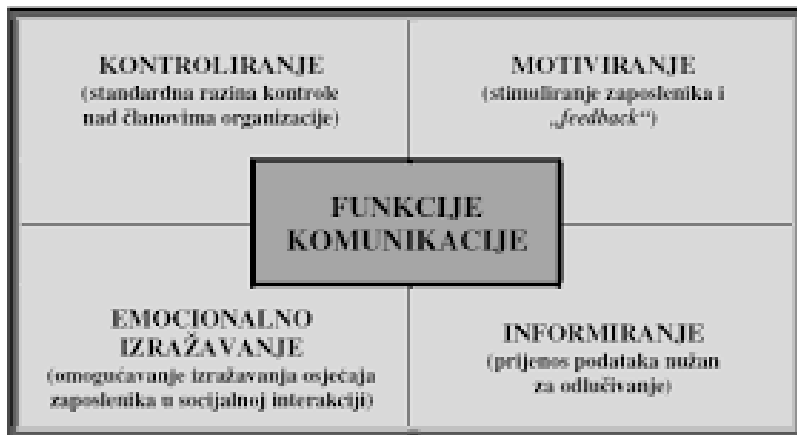 KONTROLIRANJE
(standardna razina kontrole
nad članovima organizacije)
MOTIVIRANJE
(stimuliranje zaposlenika i
„feedback“)
FUNKCIJE
KOMUNIKACIJE
EMOCIONALNO
IZRAŽAVANJE
(omogućavanje izražavanja osjećaja
zaposlenika u socijalnoj interakciji)
INFORMIRANJE
(prijenos podataka nužan
za odlučivanje)